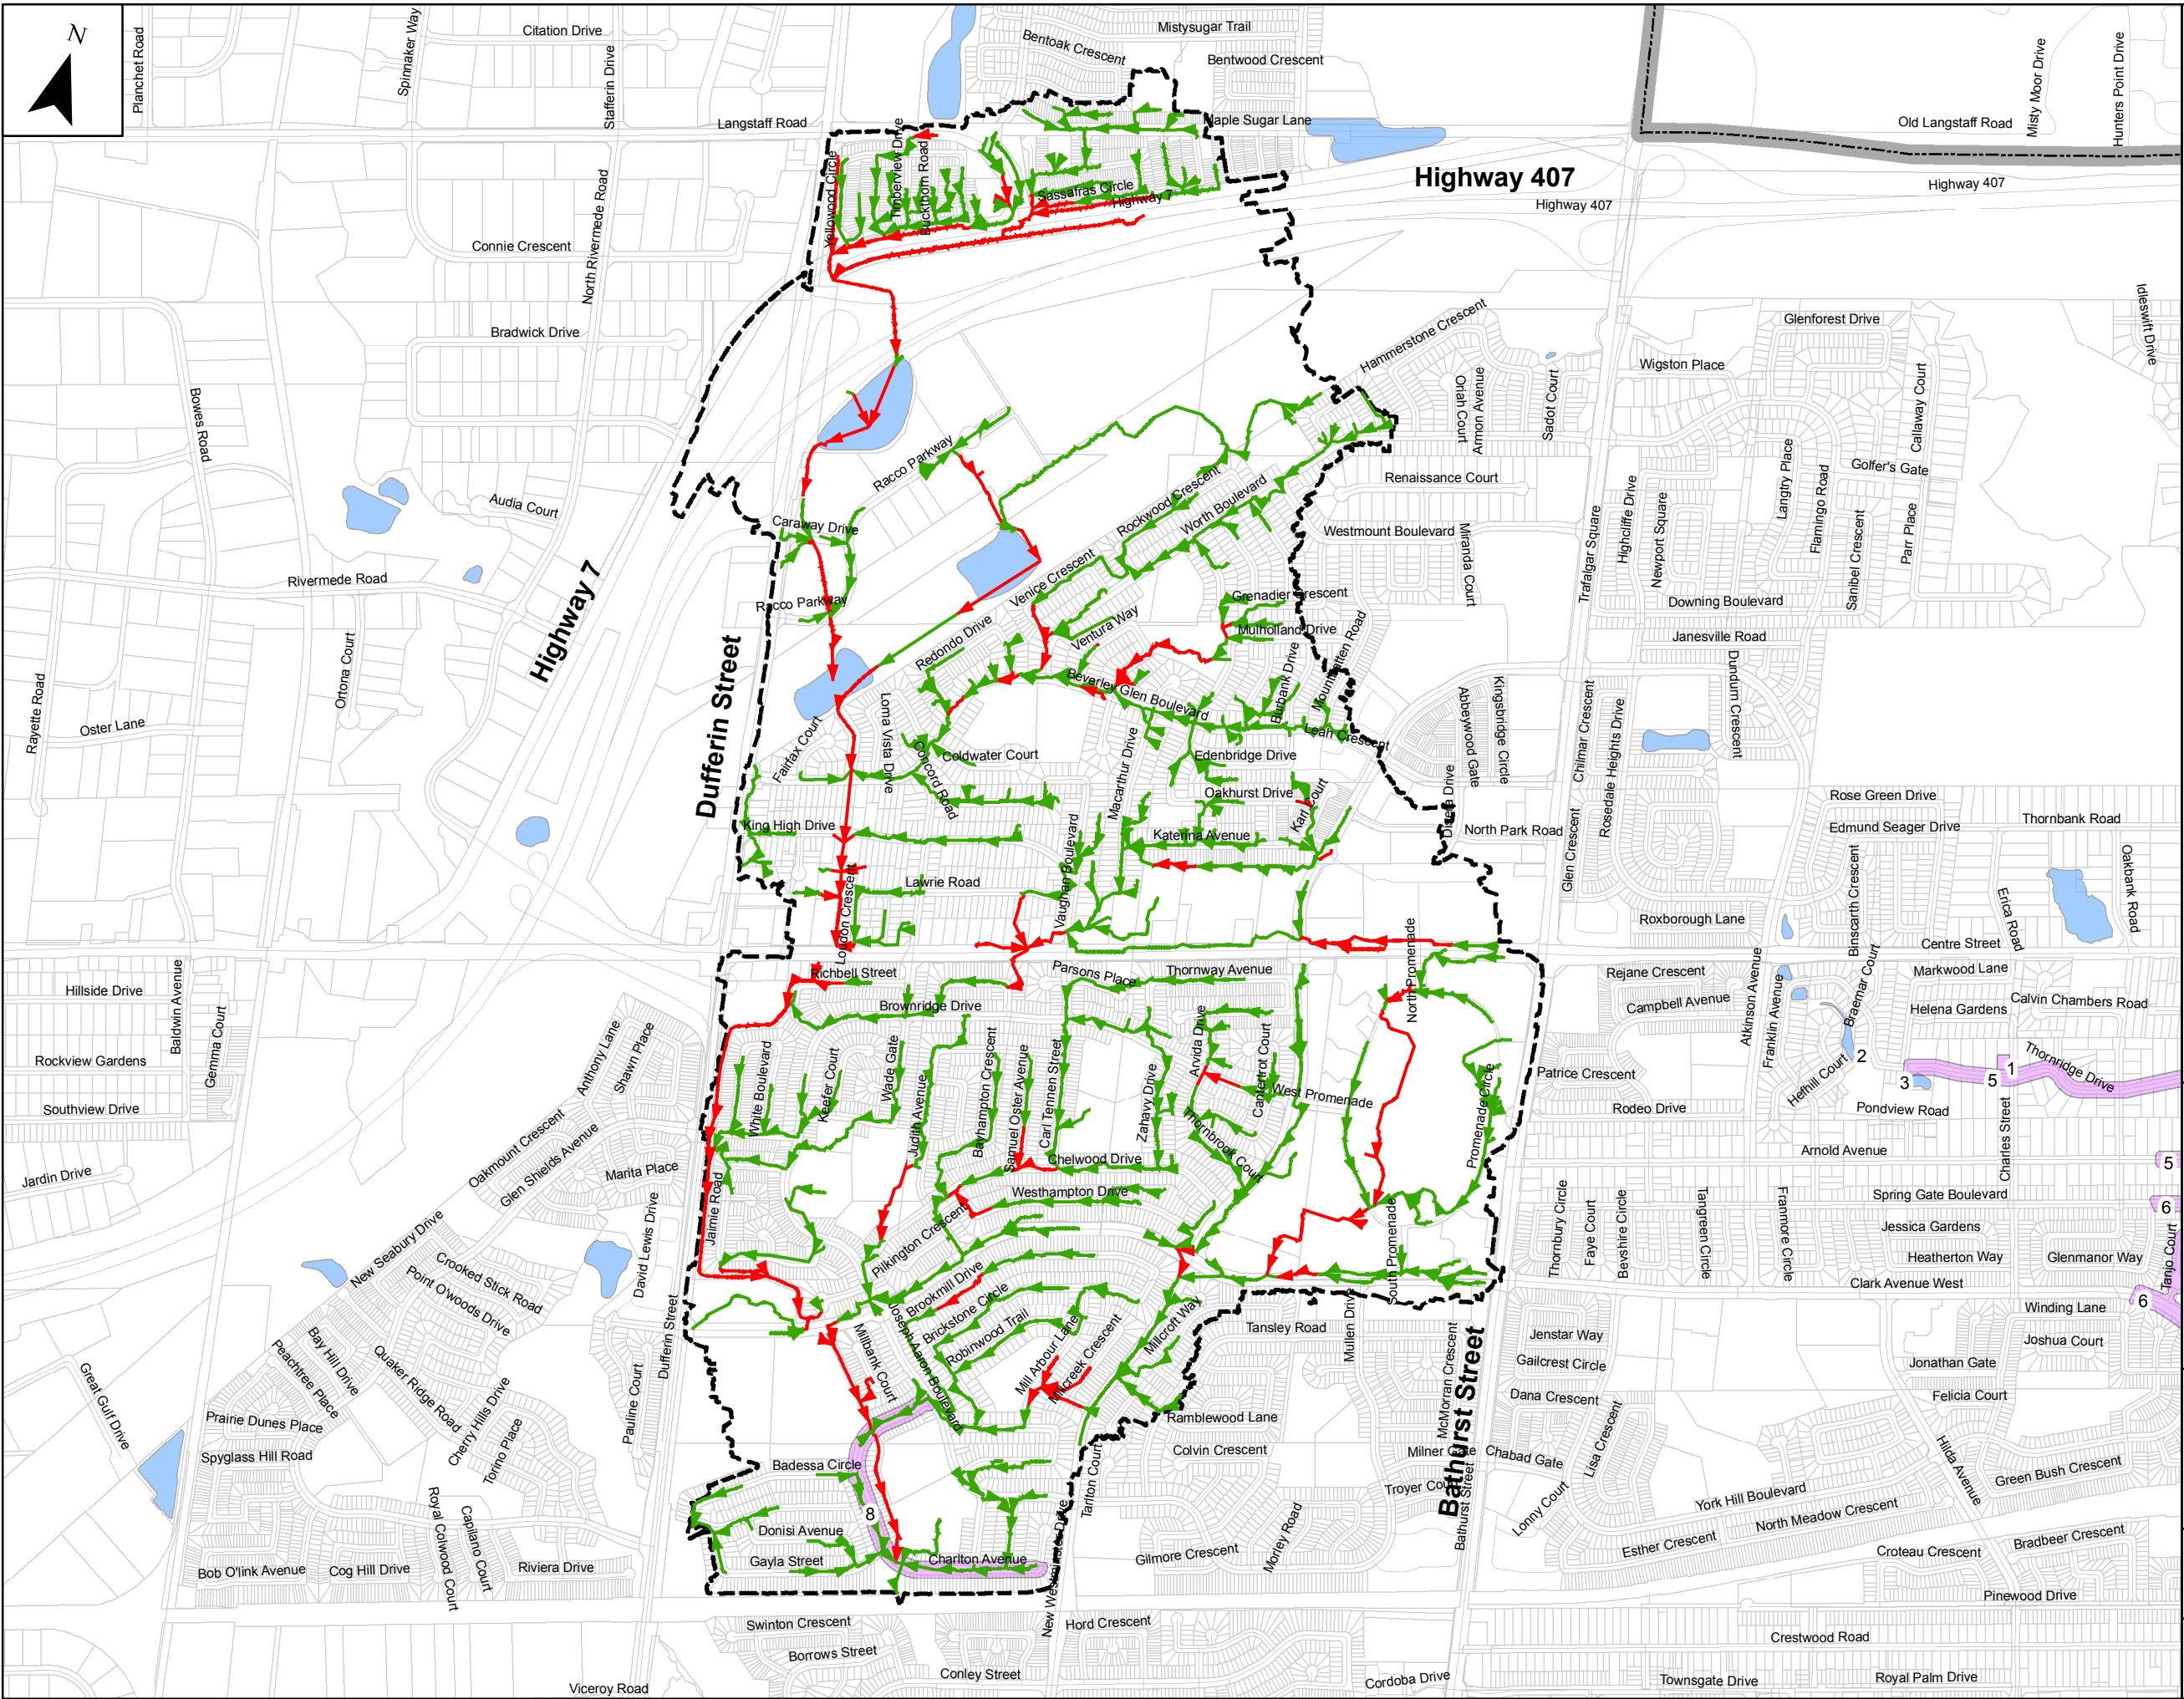 N
Planchet Road
Spinnaker Way
Citation Drive
Stafferin Drive
Mistysugar Trail
Bentoak Crescent
Bentwood Crescent
Misty Moor Drive
Hunters Point Drive
Langstaff Road
Maple Sugar Lane
Old Langstaff Road
Yellowood Circle
Timberview Drive
Buckthorn Road
Sassafras Circle
Highway 7
Highway 407
Highway 407
Highway 407
North Rivermede Road
Connie Crescent
Bradwick Drive
Hammerstone Crescent
Glenforest Drive
Idleswift Drive
Wigston Place
Oriah Court
Armon Avenue
Sadot Court
Callaway Court
Bowes Road
Racco Parkway
Langtry Place
Flamingo Road
Golfer's Gate
Audia Court
Rockwood Crescent
Worth Boulevard
Renaissance Court
Highcliffe Drive
Newport Square
Sanibel Crescent
Parr Place
Caraway Drive
Westmount Boulevard
Miranda Court
Trafalgar Square
Rivermede Road
Highway 7
Venice Crescent
Racco Parkway
Grenadier Crescent
Downing Boulevard
Ortona Court
Redondo Drive
Ventura Way
Mulholland Drive
Mountbatten Road
Janesville Road
Rayette Road
Oster Lane
Dufferin Street
Beverley Glen Boulevard
Burbank Drive
Leah Crescent
Abbeywood Gate
Kingsbridge Circle
Chilmar Crescent
Rosedale Heights Drive
Dundurn Crescent
Fairfax Court
Loma Vista Drive
Concord Road
Coldwater Court
Macarthur Drive
Edenbridge Drive
Oakhurst Drive
Karl Court
Disera Drive
North Park Road
Glen Crescent
Rose Green Drive
Edmund Seager Drive
Thornbank Road
King High Drive
Katerina Avenue
Vaughan Boulevard
Binscarth Crescent
Oakbank Road
Loudon Crescent
Lawrie Road
Erica Road
Roxborough Lane
Centre Street
North Promenade
Richbell Street
Parsons Place
Thornway Avenue
Rejane Crescent
Atkinson Avenue
Franklin Avenue
Braemar Court
Markwood Lane
Hillside Drive
Baldwin Avenue
Gemma Court
Brownridge Drive
Campbell Avenue
Helena Gardens
Calvin Chambers Road
Rockview Gardens
Anthony Lane
Shawn Place
White Boulevard
Keefer Court
Wade Gate
Judith Avenue
Bayhampton Crescent
Samuel Oster Avenue
Carl Tennen Street
Zahavy Drive
Arvida Drive
Cantertrot Court
West Promenade
Promenade Circle
Patrice Crescent
Hefhill Court
2
3
5
1
Thornridge Drive
Southview Drive
Rodeo Drive
Pondview Road
Charles Street
Jardin Drive
Oakmount Crescent
Glen Shields Avenue
Marita Place
Chelwood Drive
Thornbrook Court
Arnold Avenue
5
Westhampton Drive
Spring Gate Boulevard
6
Jamie Road
David Lewis Drive
Pilkington Crescent
Thornbury Circle
Faye Court
Bevshire Circle
Tangreen Circle
Franmore Circle
Jessica Gardens
Heatherton Way
Glenmanor Way
Tanjo Court
New Seabury Drive
Crooked Stick Road
Point O'woods Drive
Brookmill Drive
South Promenade
Clark Avenue West
6
Brickstone Circle
Robinwood Trail
Joseph Aaron Boulevard
Millbank Court
Mill Arbour Lane
Millcreek Crescent
Millcroft Way
Winding Lane
Tansley Road
Mullen Drive
Jenstar Way
Joshua Court
Dufferin Street
Great Gulf Drive
Peachtree Place
Bay Hill Drive
Quaker Ridge Road
Cherry Hills Drive
Pauline Court
Gailcrest Circle
Jonathan Gate
McMorran Crescent
Bathurst Street
Dana Crescent
Felicia Court
Prairie Dunes Place
Torino Place
Ramblewood Lane
Lisa Crescent
Spyglass Hill Road
Badessa Circle
Colvin Crescent
Milner Gate
Chabad Gate
Hilda Avenue
Green Bush Crescent
Tarlton Court
Troyer Court
Bathurst Street
Lonny Court
York Hill Boulevard
North Meadow Crescent
Royal Colwood Court
Capilano Court
Donisi Avenue
8
Morley Road
Esther Crescent
Bradbeer Crescent
Bob O'link Avenue
Cog Hill Drive
Riviera Drive
Gayla Street
Charlton Avenue
Gilmore Crescent
Croteau Crescent
New Westminster Drive
Pinewood Drive
Swinton Crescent
Hord Crescent
Borrows Street
Crestwood Road
Conley Street
Cordoba Drive
Townsgate Drive
Royal Palm Drive
Viceroy Road